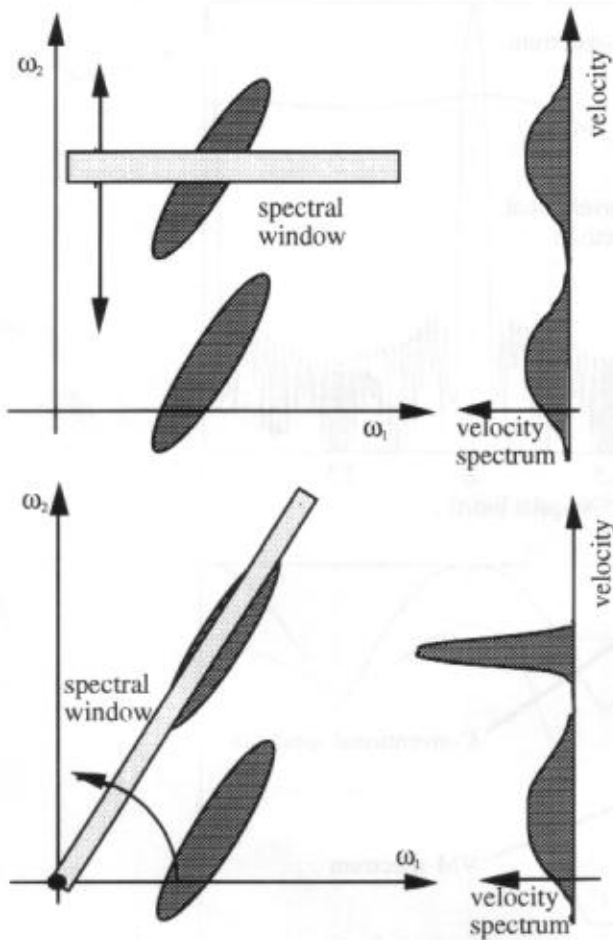 ω₂
velocity
spectral
window
ω₁
velocity
spectrum
ω₂
velocity
spectral
window
ω₁
velocity
spectrum